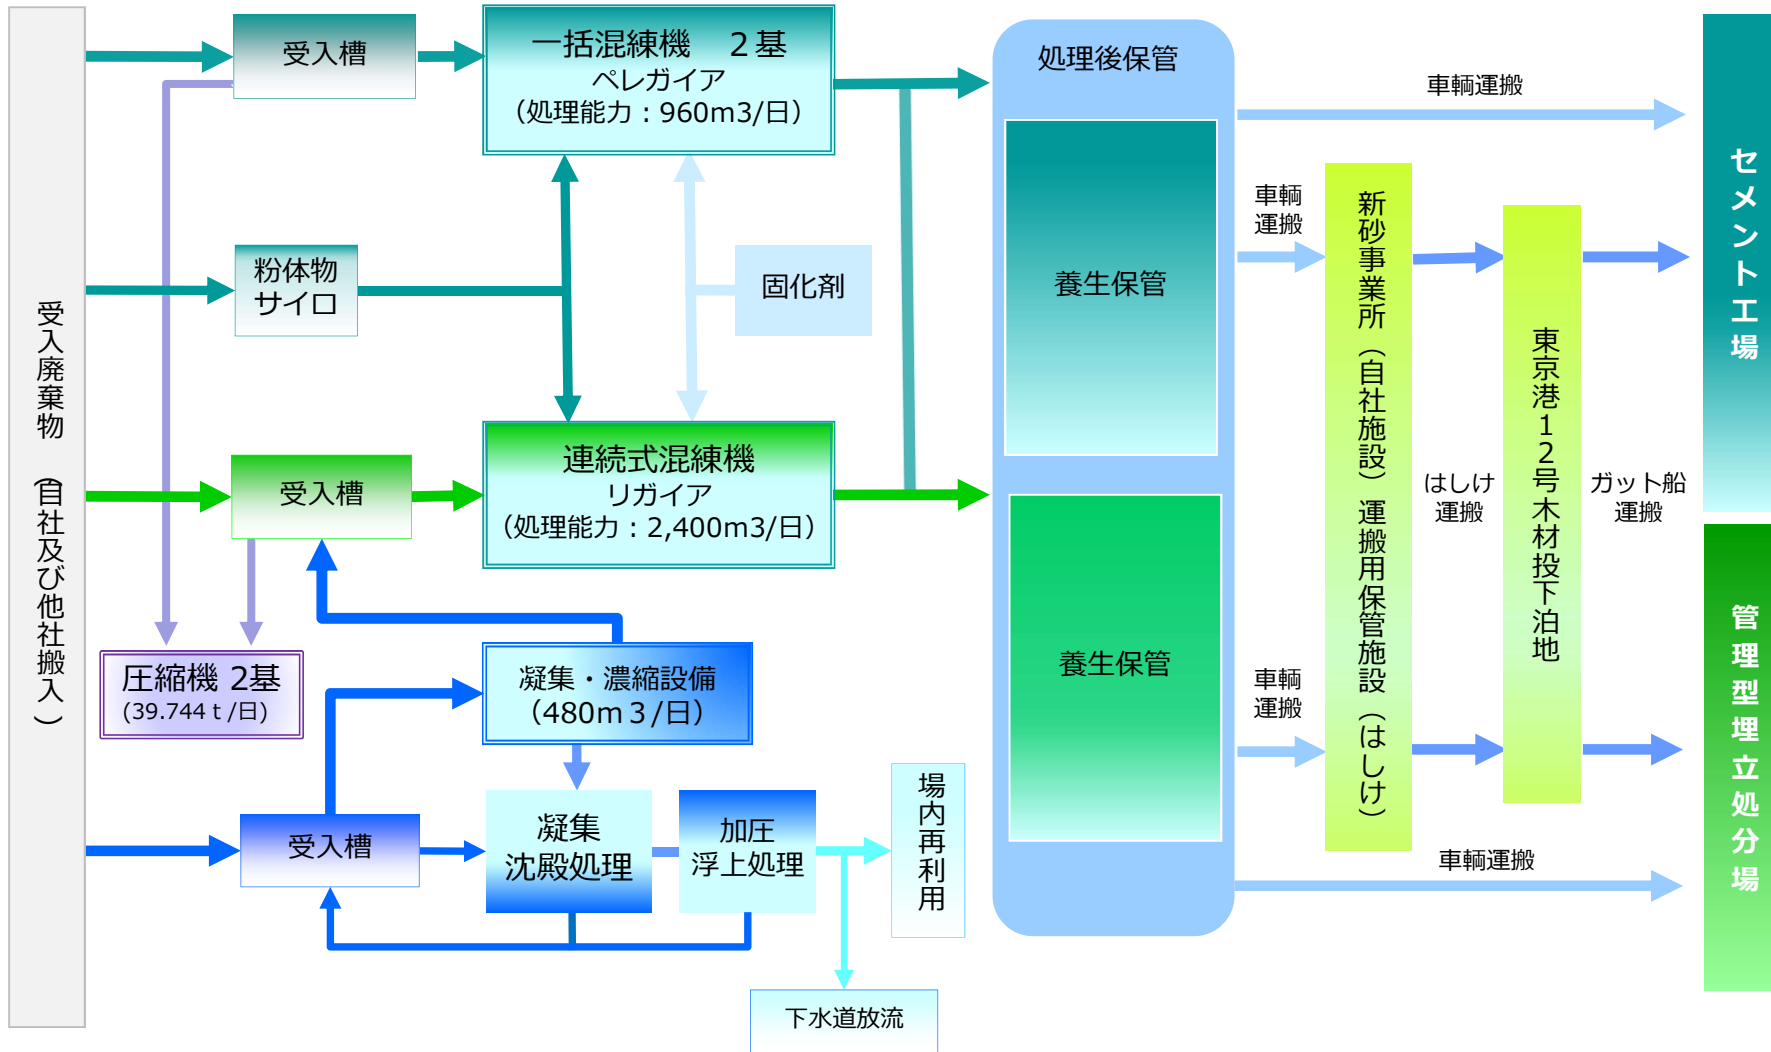 受入廃棄物 (自社及び他社搬入)
受入槽
一括混練機　2基
ペレガイア
(処理能力：960m3/日)
粉体物
サイロ
固化剤
受入槽
連続式混練機
リガイア
(処理能力：2,400m3/日)
圧縮機 2基
(39.744ｔ/日)
凝集・濃縮設備
(480m３/日)
受入槽
凝集
沈殿処理
加圧
浮上処理
場内再利用
下水道放流
処理後保管
養生保管
養生保管
車輌運搬
車輌
運搬
車輌
運搬
車輌運搬
新砂事業所（自社施設）運搬用保管施設（はしけ）
はしけ
運搬
東京港12号木材投下泊地
ガット船
運搬
セメント工場
管理型埋立処分場